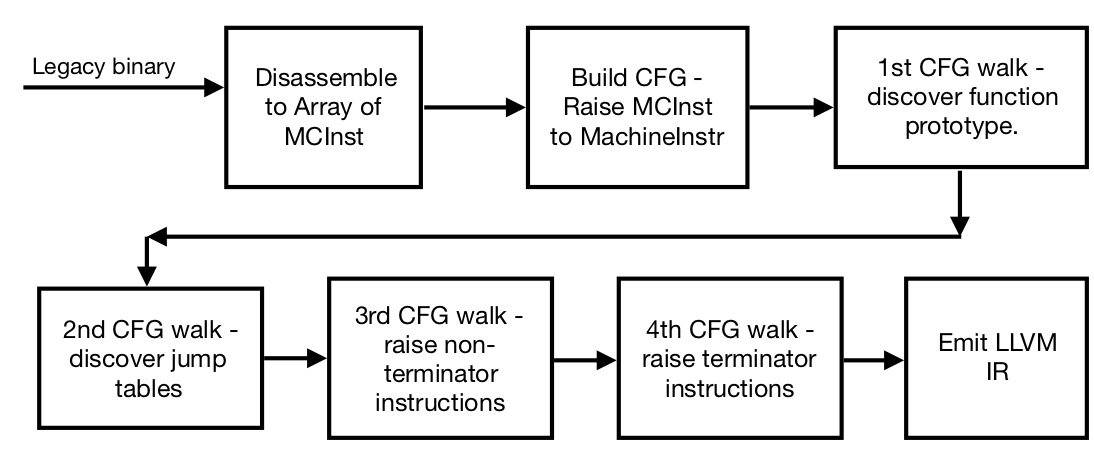 Legacy binary
Disassemble
to Array of
MCInst
Build CFG -
Raise MCInst
to MachineInstr
1st CFG walk -
discover function
prototype.
2nd CFG walk -
discover jump
tables
3rd CFG walk -
raise non-
terminator
instructions
4th CFG walk -
raise terminator
instructions
Emit LLVM
IR